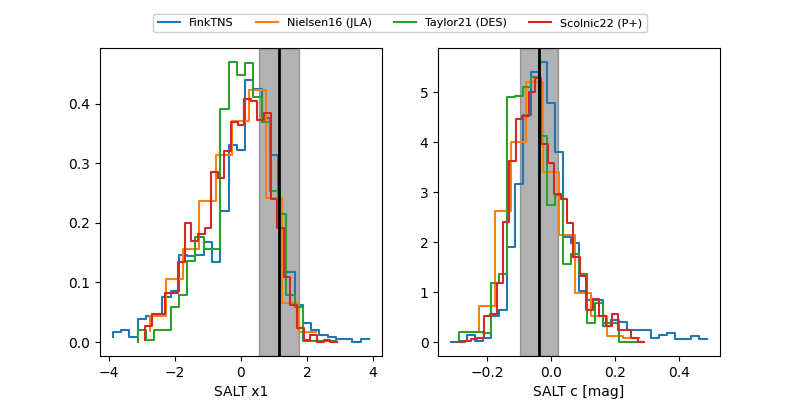 FinkTNS Nielsen16 (JLA) Taylor21 (DES) Scolnic22 (P+)
0.4
0.3
0.2
0.1
0.0
−4 −2 0 2 4
SALT x1
5
4
3
2
1
0
−0.2 0.0 0.2 0.4
SALT c [mag]